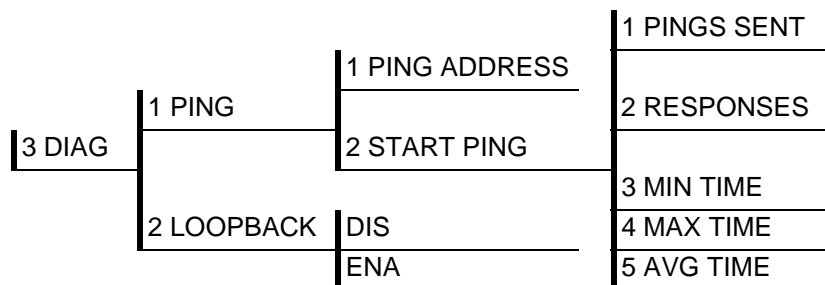 1 PINGS SENT
1 PING ADDRESS
1 PING
2 RESPONSES
3 DIAG
2 START PING
3 MIN TIME
2 LOOPBACK
DIS
4 MAX TIME
ENA
5 AVG TIME